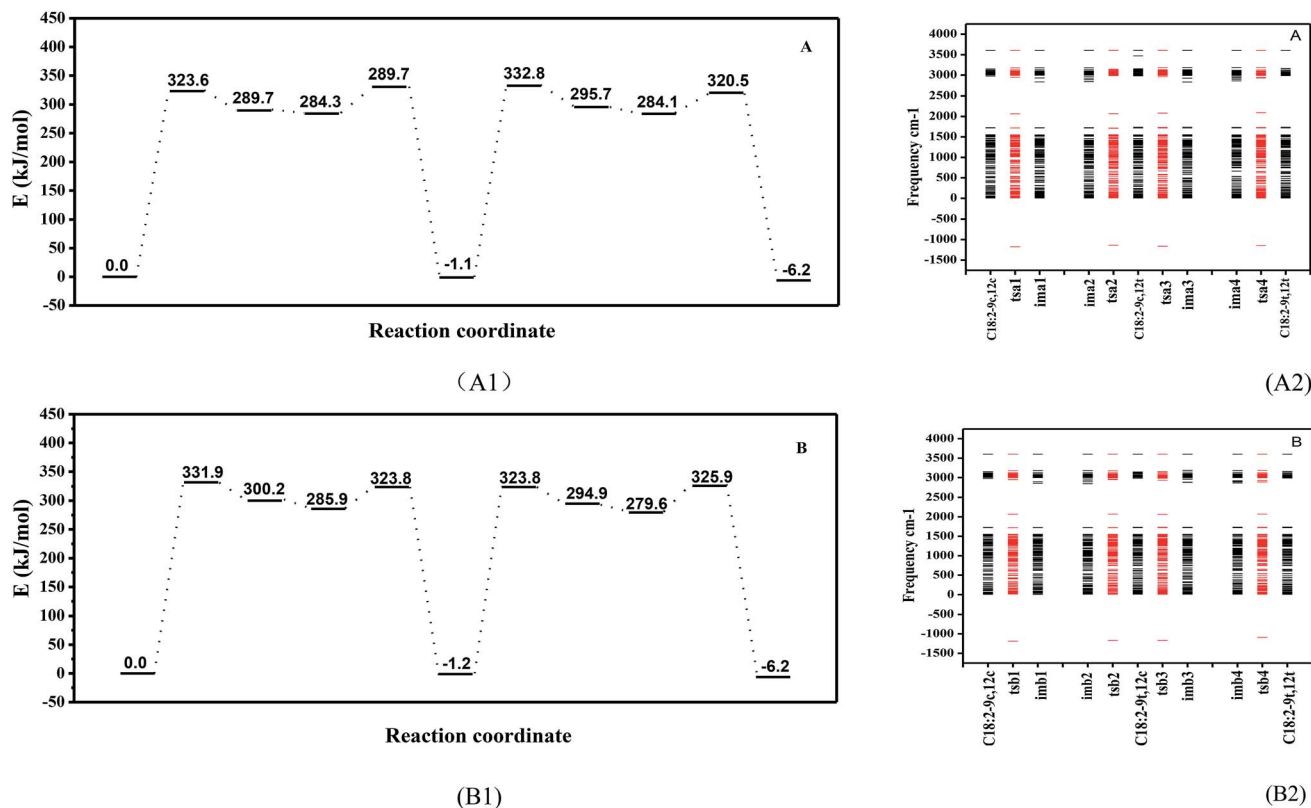 450
400
350
300
250
200
150
100
50
0
-50
E (kJ/mol)
A
0.0
323.6
289.7
284.3
289.7
-1.1
332.8
295.7
284.1
320.5
-6.2
Reaction coordinate
（A1）
A
4000
3500
3000
2500
2000
1500
1000
500
0
-500
-1000
-1500
Frequency cm-1
C18:2-9c,12c
tsa1
ima1
ima2
tsa2
C18:2-9c,12t
tsa3
ima3
ima4
tsa4
C18:2-9t,12t
(A2)
450
400
350
300
250
200
150
100
50
0
-50
E (kJ/mol)
B
0.0
331.9
300.2
285.9
323.8
-1.2
323.8
294.9
279.6
325.9
-6.2
Reaction coordinate
(B1)
B
4000
3500
3000
2500
2000
1500
1000
500
0
-500
-1000
-1500
Frequency cm-1
C18:2-9c,12c
tsb1
imb1
imb2
tsb2
C18:2-9t,12c
tsb3
imb3
imb4
tsb4
C18:2-9t,12t
(B2)